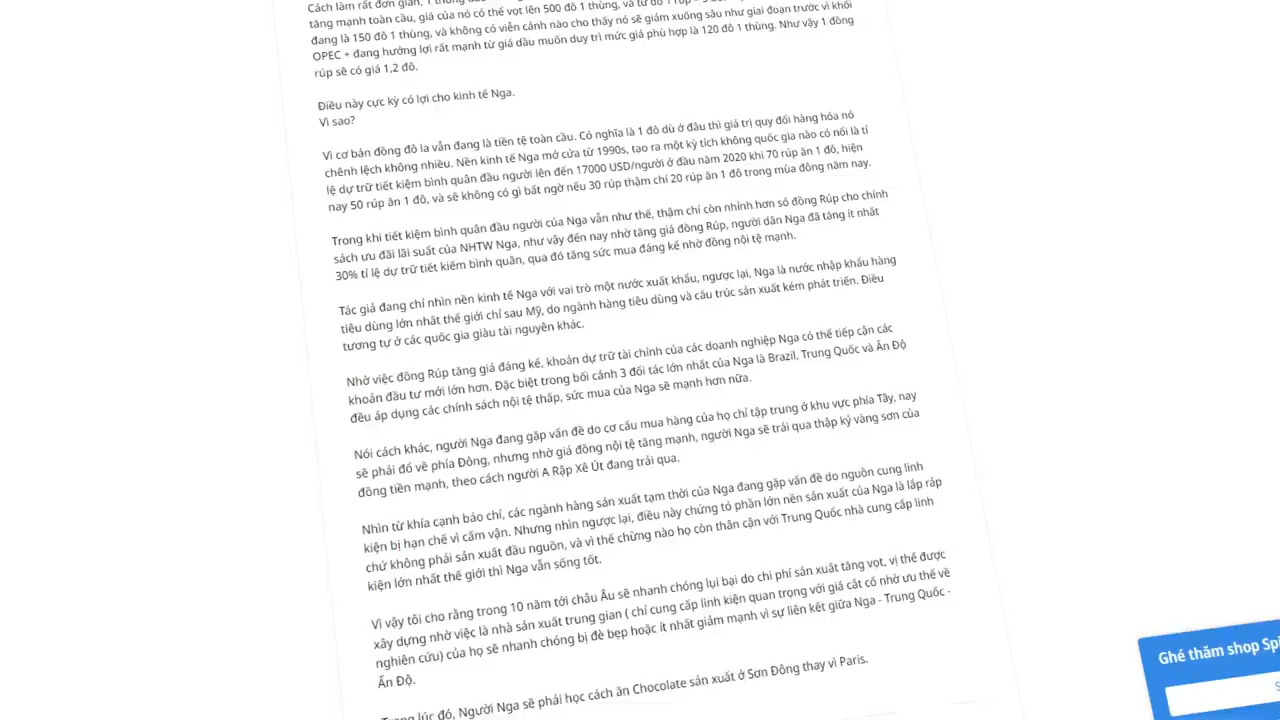 Cách làm rất đơn giản, 1 thùng
tăng mạnh toàn cầu, giá của nó có thể vọt lên 500 đô 1 thùng, và từ đó 1 rúp
đang là 150 đô 1 thùng, và không có viễn cảnh nào cho thấy nó sẽ giảm xuống sâu như giai đoạn trước vì khối
OPEC + đang hưởng lợi rất mạnh từ giá dầu muốn duy trì mức giá phù hợp là 120 đô 1 thùng. Như vậy 1 đồng
rúp sẽ có giá 1,2 đô.
Điều này cực kỳ có lợi cho kinh tế Nga.
Vì sao?
Vì cơ bản đồng đô la vẫn đang là tiền tệ toàn cầu. Có nghĩa là 1 đô dù ở đâu thì giá trị quy đổi hàng hóa nó
chênh lệch không nhiều. Nền kinh tế Nga mở cửa từ 1990s, tạo ra một kỳ tích không quốc gia nào có nổi là tỉ
lệ dự trữ tiết kiệm bình quân đầu người lên đến 17000 USD/người ở đầu năm 2020 khi 70 rúp ăn 1 đô, hiện
nay 50 rúp ăn 1 đô, và sẽ không có gì bất ngờ nếu 30 rúp thậm chí 20 rúp ăn 1 đô trong mùa đông năm nay.
Trong khi tiết kiệm bình quân đầu người của Nga vẫn như thế, thậm chí còn nhỉnh hơn số đồng Rúp cho chính
sách ưu đãi lãi suất của NHTW Nga, như vậy đến nay nhờ tăng giá đồng Rúp, người dân Nga đã tăng ít nhất
30% tỉ lệ dự trữ tiết kiếm bình quân, qua đó tăng sức mua đáng kể nhờ đồng nội tệ mạnh.
Tác giả đang chỉ nhìn nền kinh tế Nga với vai trò một nước xuất khẩu, ngược lại, Nga là nước nhập khẩu hàng
tiêu dùng lớn nhất thế giới chỉ sau Mỹ, do ngành hàng tiêu dùng và cấu trúc sản xuất kém phát triển. Điều
tương tự ở các quốc gia giàu tài nguyên khác.
Nhờ việc đồng Rúp tăng giá đáng kể, khoản dự trữ tài chính của các doanh nghiệp Nga có thể tiếp cận các
khoản đầu tư mới lớn hơn. Đặc biệt trong bối cảnh 3 đối tác lớn nhất của Nga là Brazil, Trung Quốc và Ấn Độ
đều áp dụng các chính sách nội tệ thấp, sức mua của Nga sẽ mạnh hơn nữa.
Nói cách khác, người Nga đang gặp vấn đề do cơ cấu mua hàng của họ chỉ tập trung ở khu vực phía Tây, nay
sẽ phải đổ về phía Đông, nhưng nhờ giá đồng nội tệ tăng mạnh, người Nga sẽ trải qua thập kỷ vàng son của
đồng tiền mạnh, theo cách người A Rập Xê Út đang trải qua.
Nhìn từ khía cạnh báo chí, các ngành hàng sản xuất tạm thời của Nga đang gặp vấn đề do nguồn cung linh
kiện bị hạn chế vì cấm vận. Nhưng nhìn ngược lại, điều này chứng tỏ phần lớn nền sản xuất của Nga là lắp ráp
chứ không phải sản xuất đầu nguồn, và vì thế chừng nào họ còn thân cận với Trung Quốc nhà cung cấp linh
kiện lớn nhất thế giới thì Nga vẫn sống tốt.
Vì vậy tôi cho rằng trong 10 năm tới châu Âu sẽ nhanh chóng lụi bại do chi phí sản xuất tăng vọt, vị thế được
xây dựng nhờ việc là nhà sản xuất trung gian ( chỉ cung cấp linh kiện quan trọng với giá cắt cổ nhờ ưu thế về
nghiên cứu) của họ sẽ nhanh chóng bị đè bẹp hoặc ít nhất giảm mạnh vì sự liên kết giữa Nga - Trung Quốc -
Ấn Độ.
Trong lúc đó, Người Nga sẽ phải học cách ăn Chocolate sản xuất ở Sơn Đông thay vì Paris.
Ghé thăm shop